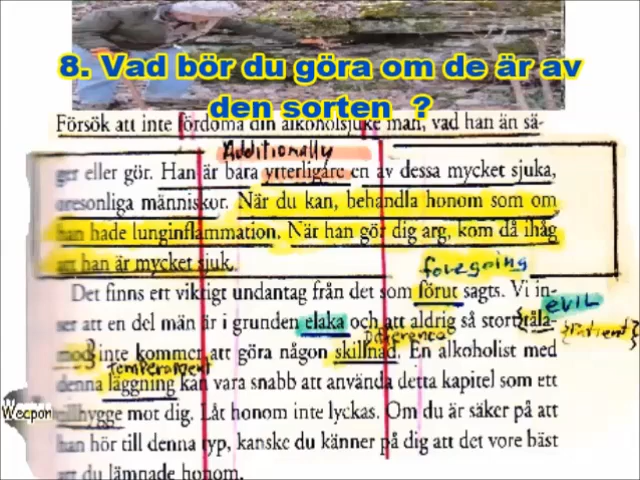 8. Vad bör du göra om de är av
den sorten ?
Försök att inte fördöma din alkoholsjuke man, vad han än sä-
Additionally
ger eller gör. Han är bara ytterligare en av dessa mycket sjuka,
oresonliga människor. När du kan, behandla honom som om
han hade lunginflammation. När han gör dig arg, kom då ihåg
att han är mycket sjuk.
foregoing
Det finns ett viktigt undantag från det som förut sagts. Vi in-
EVIL
ser att en del män är i grunden elaka och att aldrig så stort tåla-
{Patient}
Difference
mod inte kommer att göra någon skillnad. En alkoholist med
Temperament
denna läggning kan vara snabb att använda detta kapitel som ett
Weapon
tillhygge mot dig. Låt honom inte lyckas. Om du är säker på att
han hör till denna typ, kanske du känner på dig att det vore bäst
att du lämnade honom.